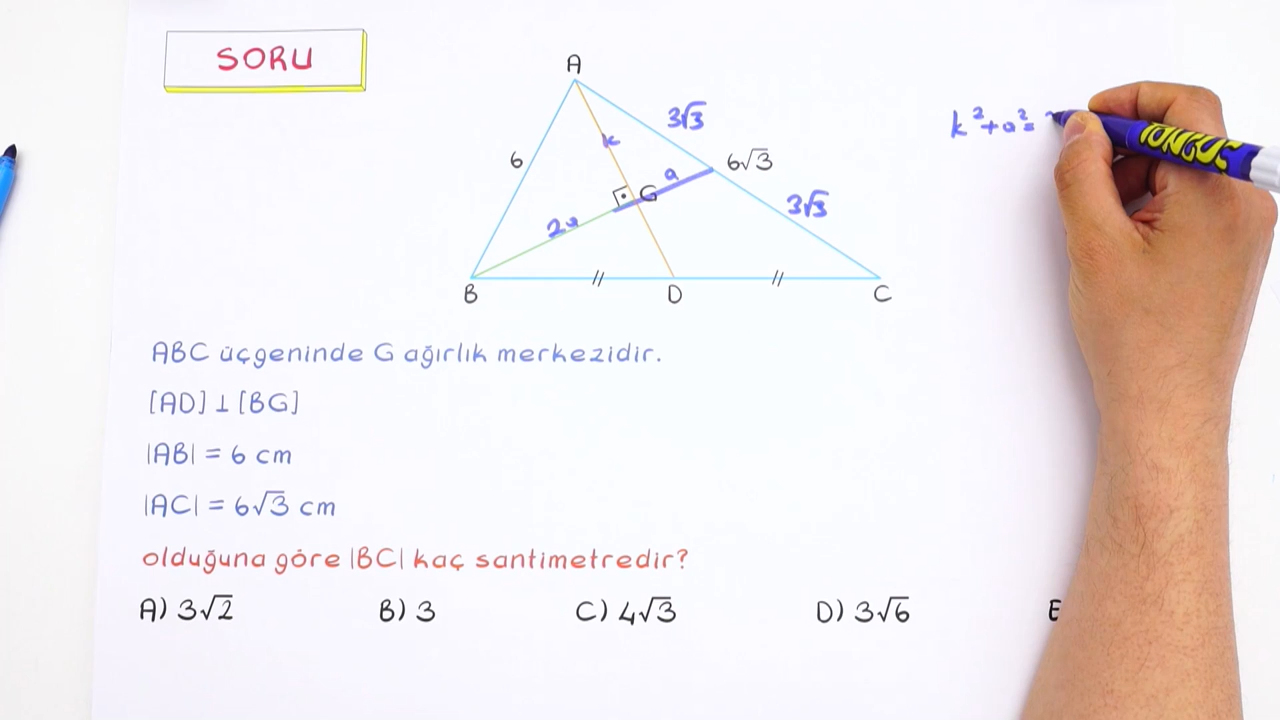 SORU
A
3√3
k² + a² =
k
6
6√3
a
G
3√3
2a
B
D
C
ABC üçgeninde G ağırlık merkezidir.
[AD] ⊥ [BG]
|AB| = 6 cm
|AC| = 6√3 cm
olduğuna göre |BC| kaç santimetredir?
A) 3√2 B) 3 C) 4√3 D) 3√6 E